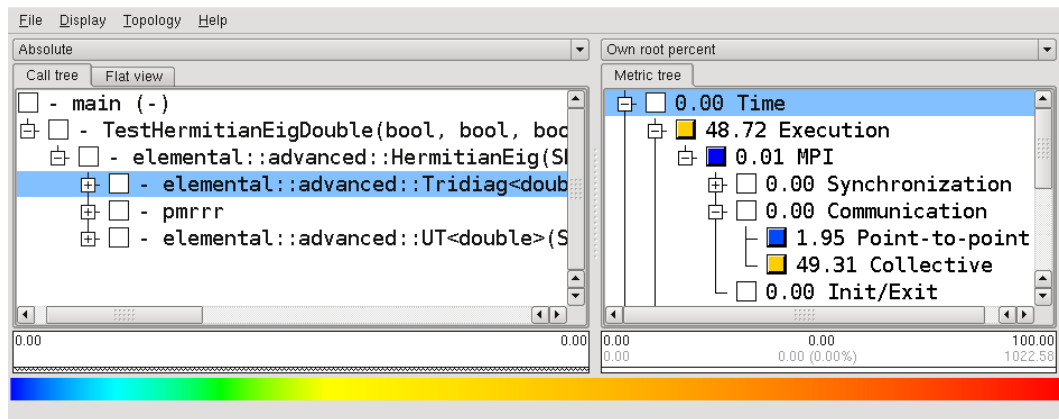 File Display Topology Help
Absolute
Call tree Flat view
- main (-)
- TestHermitianEigDouble(bool, bool, boo
- elemental::advanced::HermitianEig(Sh
- elemental::advanced::Tridiag<doub
- pmrrr
- elemental::advanced::UT<double>(S
0.00 0.00
Own root percent
Metric tree
0.00 Time
48.72 Execution
0.01 MPI
0.00 Synchronization
0.00 Communication
1.95 Point-to-point
49.31 Collective
0.00 Init/Exit
0.00 0.00 100.00
0.00 0.00 (0.00%) 1022.58